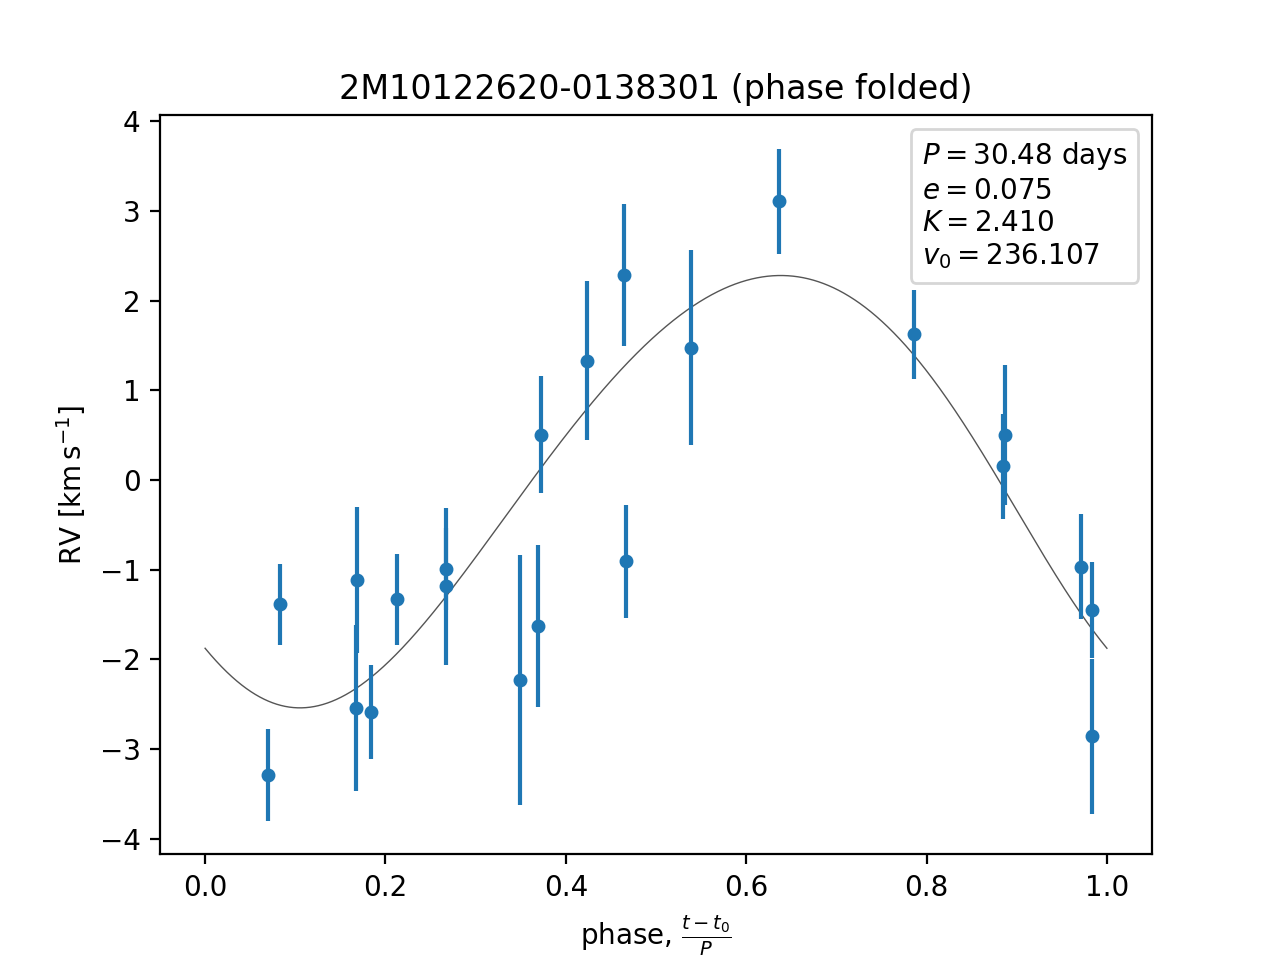 2M10122620-0138301 (phase folded)
P = 30.48 days
e = 0.075
K = 2.410
v₀ = 236.107
4
3
2
1
0
−1
−2
−3
−4
RV [km s⁻¹]
0.0 0.2 0.4 0.6 0.8 1.0
phase, (t − t₀)/P